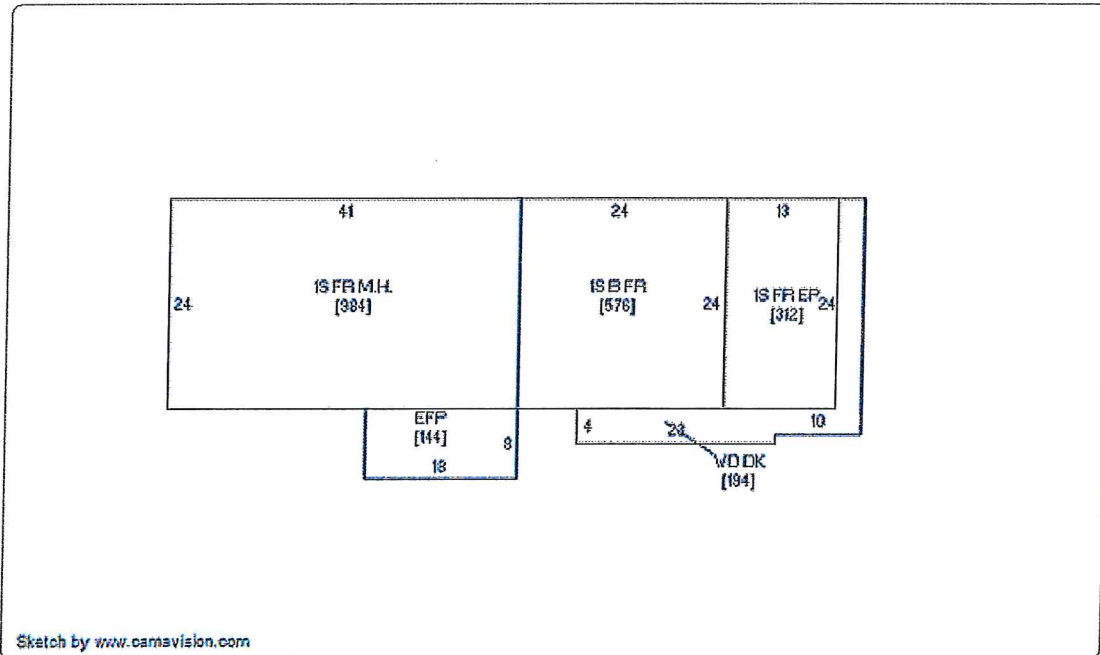 41
24
13
1S FR M.H.
[984]
24
1S B FR
[576]
24
1S FR EP
[312]
24
EFP
[144]
8
18
4
23
10
WD DK
[194]
Sketch by www.camavision.com